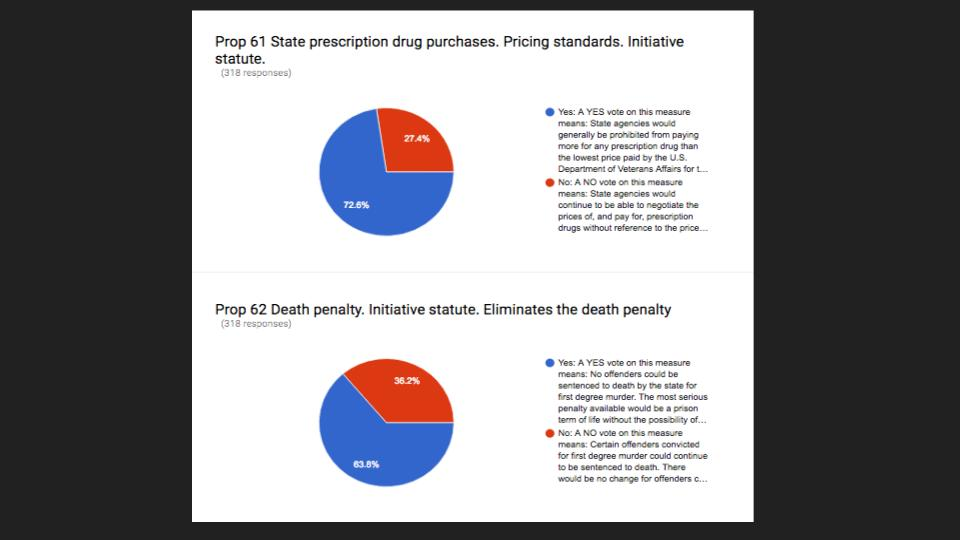 Prop 61 State prescription drug purchases. Pricing standards. Initiative
statute.
(318 responses)
27.4%
72.6%
Yes: A YES vote on this measure
means: State agencies would
generally be prohibited from paying
more for any prescription drug than
the lowest price paid by the U.S.
Department of Veterans Affairs for t...
No: A NO vote on this measure
means: State agencies would
continue to be able to negotiate the
prices of, and pay for, prescription
drugs without reference to the price...
Prop 62 Death penalty. Initiative statute. Eliminates the death penalty
(318 responses)
36.2%
63.8%
Yes: A YES vote on this measure
means: No offenders could be
sentenced to death by the state for
first degree murder. The most serious
penalty available would be a prison
term of life without the possibility of...
No: A NO vote on this measure
means: Certain offenders convicted
for first degree murder could continue
to be sentenced to death. There
would be no change for offenders c...